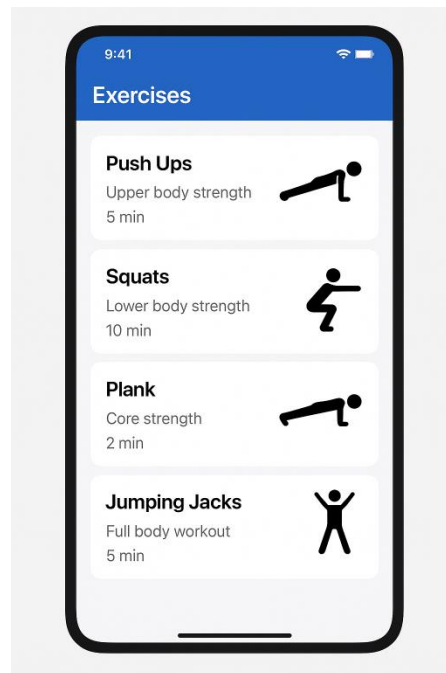 9:41
Exercises
Push Ups
Upper body strength
5 min
Squats
Lower body strength
10 min
Plank
Core strength
2 min
Jumping Jacks
Full body workout
5 min